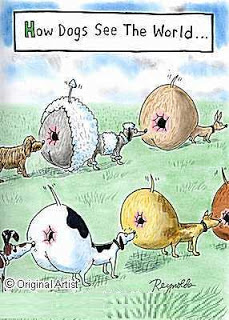 How Dogs See The World...
© Original Artist
Reynolds